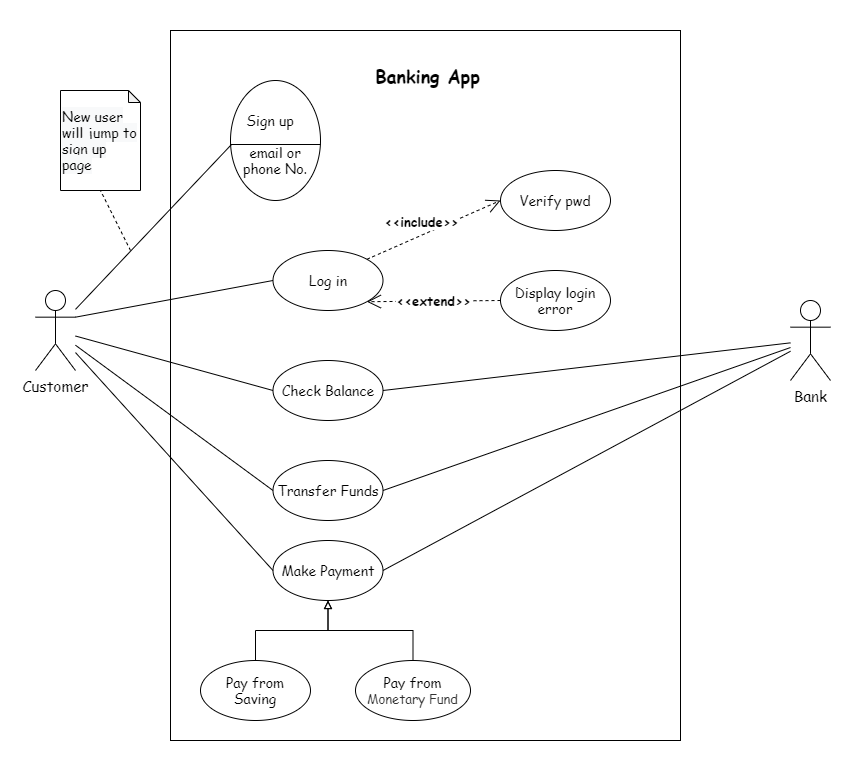 Banking App
New user
will jump to
sign up
page
Sign up
email or
phone No.
Verify pwd
<<include>>
Log in
<<extend>>
Display login
error
Customer
Bank
Check Balance
Transfer Funds
Make Payment
Pay from
Saving
Pay from
Monetary Fund